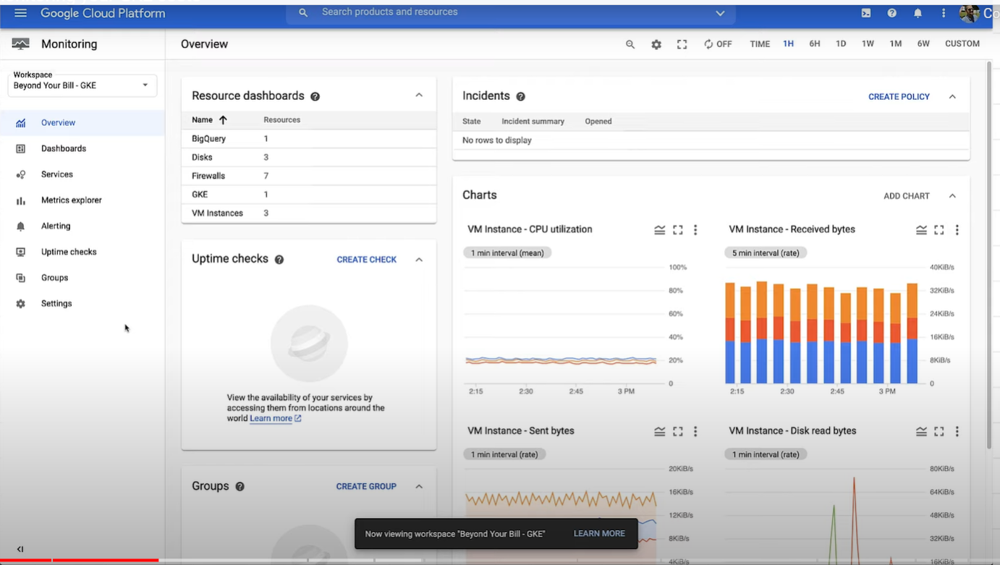 Google Cloud Platform
Search products and resources
Monitoring
Overview
OFF
TIME 1H 6H 1D 1W 1M 6W CUSTOM
Workspace
Beyond Your Bill - GKE
Overview
Dashboards
Services
Metrics explorer
Alerting
Uptime checks
Groups
Settings
Resource dashboards
Name Resources
BigQuery 1
Disks 3
Firewalls 7
GKE 1
VM Instances 3
Uptime checks
CREATE CHECK
View the availability of your services by
accessing them from locations around the
world Learn more
Groups
CREATE GROUP
Incidents
CREATE POLICY
State Incident summary Opened
No rows to display
Charts
ADD CHART
VM Instance - CPU utilization
1 min interval (mean)
100%
80%
60%
40%
20%
0
2:15 2:30 2:45 3 PM
VM Instance - Received bytes
5 min interval (rate)
40KiB/s
32KiB/s
24KiB/s
16KiB/s
8KiB/s
0
2:15 2:30 2:45 3 PM
VM Instance - Sent bytes
1 min interval (rate)
20KiB/s
16KiB/s
12KiB/s
8KiB/s
4KiB/s
VM Instance - Disk read bytes
1 min interval (rate)
80KiB/s
64KiB/s
48KiB/s
32KiB/s
16KiB/s
Now viewing workspace "Beyond Your Bill - GKE" LEARN MORE